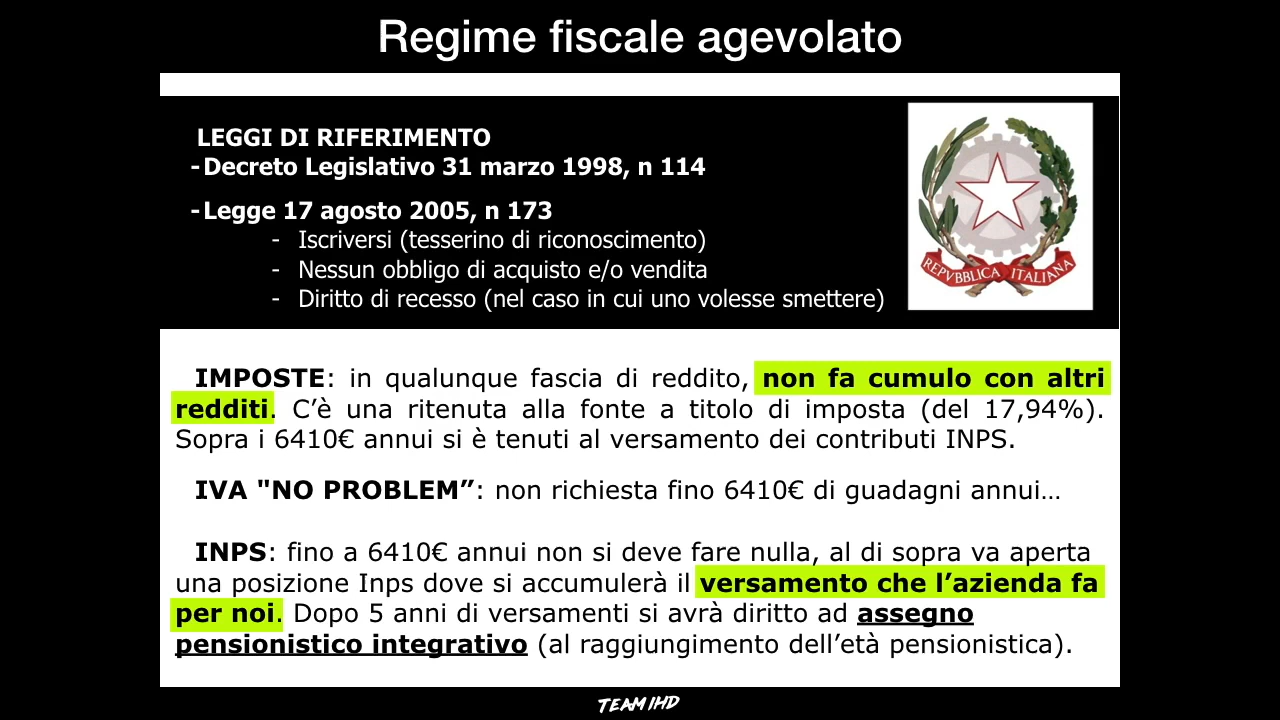 Regime fiscale agevolato
LEGGI DI RIFERIMENTO
-Decreto Legislativo 31 marzo 1998, n 114
-Legge 17 agosto 2005, n 173
- Iscriversi (tesserino di riconoscimento)
- Nessun obbligo di acquisto e/o vendita
- Diritto di recesso (nel caso in cui uno volesse smettere)
REPVBBLICA ITALIANA
IMPOSTE: in qualunque fascia di reddito, non fa cumulo con altri
redditi. C’è una ritenuta alla fonte a titolo di imposta (del 17,94%).
Sopra i 6410€ annui si è tenuti al versamento dei contributi INPS.
IVA "NO PROBLEM”: non richiesta fino 6410€ di guadagni annui…
INPS: fino a 6410€ annui non si deve fare nulla, al di sopra va aperta
una posizione Inps dove si accumulerà il versamento che l’azienda fa
per noi. Dopo 5 anni di versamenti si avrà diritto ad assegno
pensionistico integrativo (al raggiungimento dell’età pensionistica).
TEAM IHD